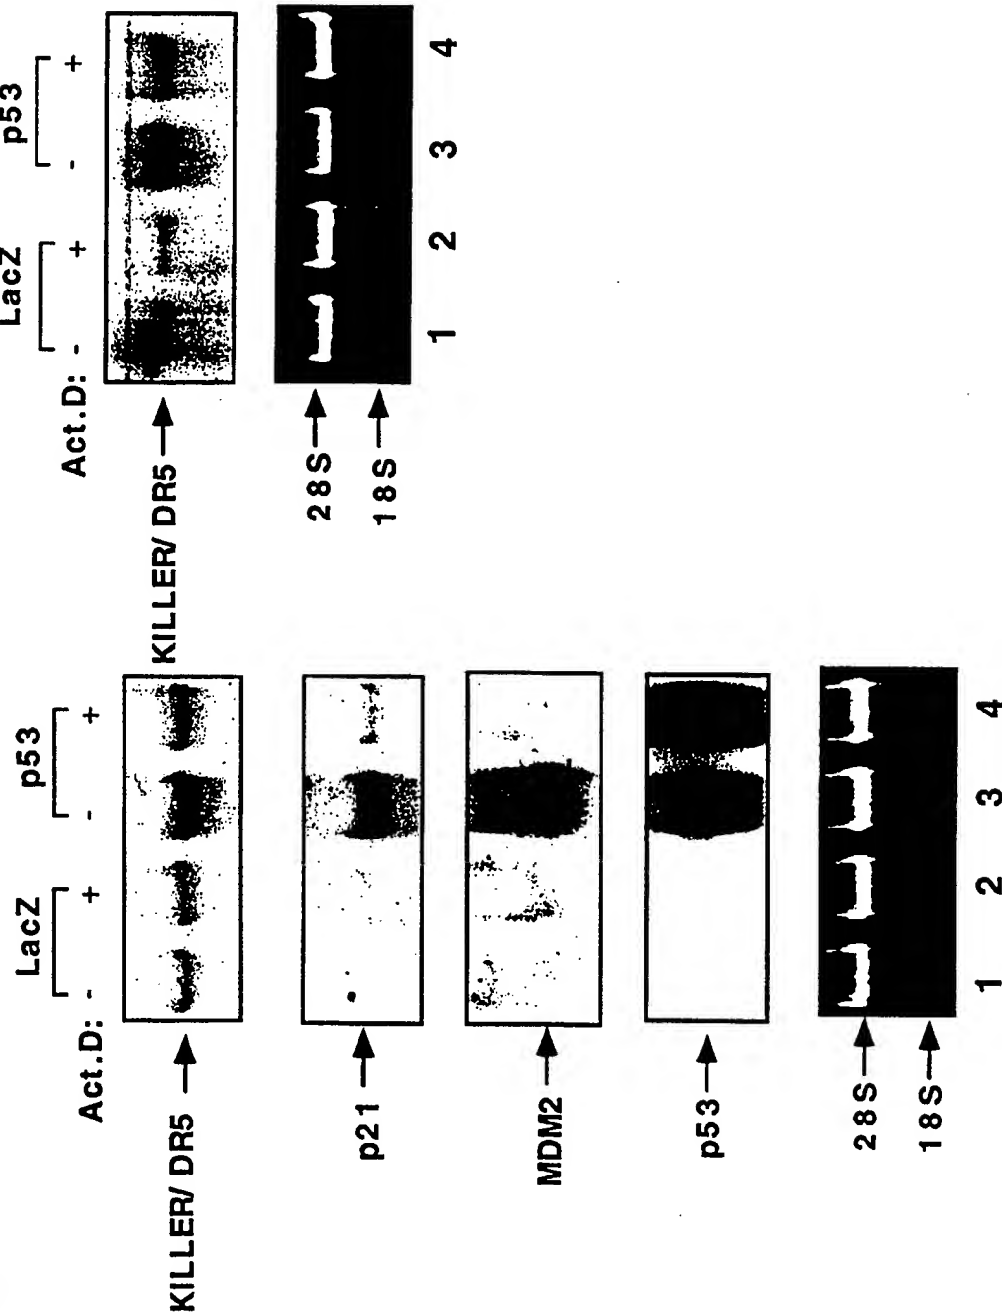 LacZ p53
Act.D: - + - +
KILLER/ DR5
p21
MDM2
p53
28S
18S
1 2 3 4
LacZ p53
Act.D: - + - +
KILLER/ DR5
28S
18S
1 2 3 4